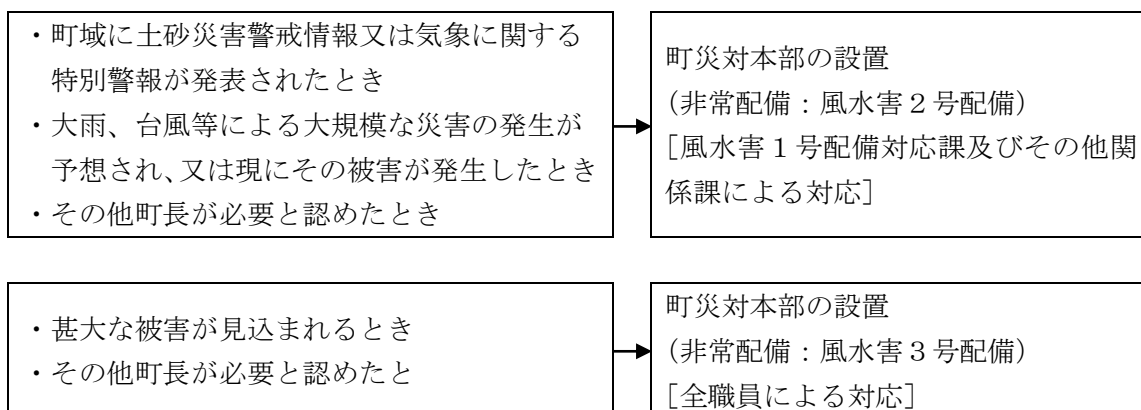 ・町域に土砂災害警戒情報又は気象に関する
特別警報が発表されたとき
・大雨、台風等による大規模な災害の発生が
予想され、又は現にその被害が発生したとき
・その他町長が必要と認めたとき
町災対本部の設置
(非常配備：風水害２号配備)
［風水害１号配備対応課及びその他関
係課による対応］
・甚大な被害が見込まれるとき
・その他町長が必要と認めたと
町災対本部の設置
(非常配備：風水害３号配備)
［全職員による対応］